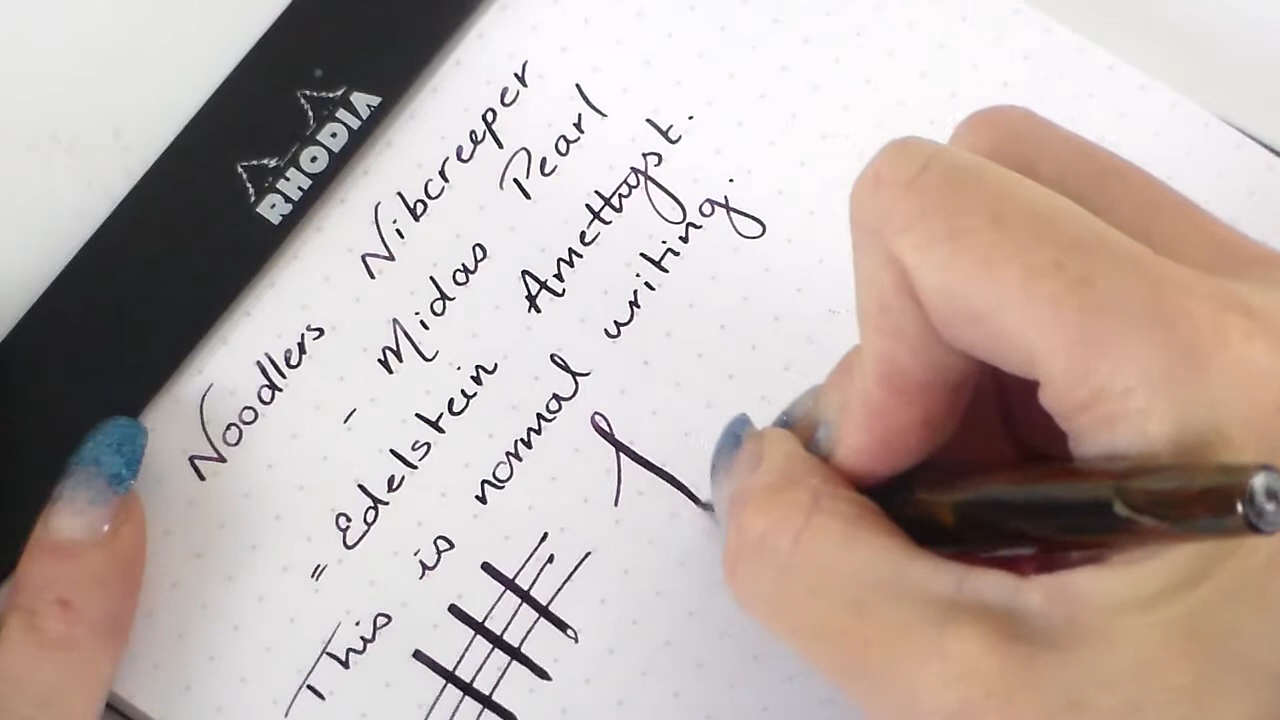 RHODIA
Noodlers Nibcreeper
- Midas Pearl
= Edelstein Amethyst.
This is normal writing.